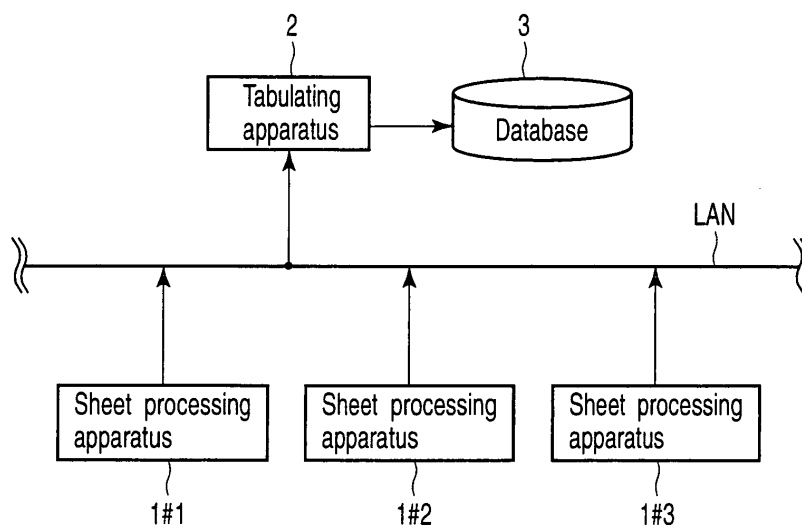 2
3
Tabulating
apparatus
Database
LAN
Sheet processing
apparatus
Sheet processing
apparatus
Sheet processing
apparatus
1#1
1#2
1#3